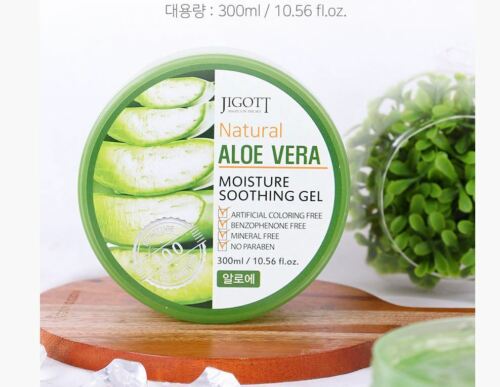 대용량 : 300ml / 10.56 fl.oz.
JIGOTT
Natural
ALOE VERA
MOISTURE
SOOTHING GEL
ARTIFICIAL COLORING FREE
BENZOPHENONE FREE
MINERAL FREE
NO PARABEN
300ml / 10.56 fl.oz.
알로에